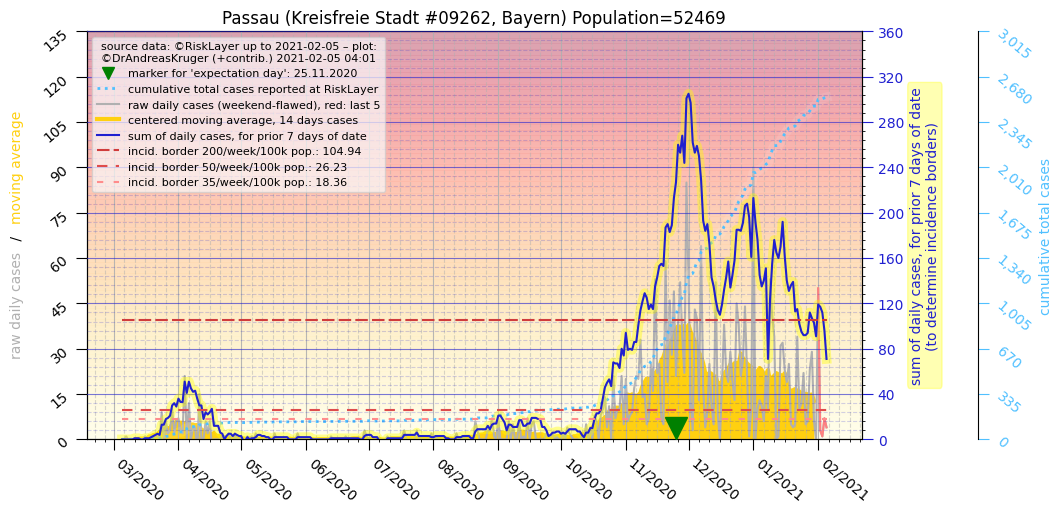 Passau (Kreisfreie Stadt #09262, Bayern) Population=52469
source data: ©RiskLayer up to 2021-02-05 – plot:
©DrAndreasKruger (+contrib.) 2021-02-05 04:01
marker for 'expectation day': 25.11.2020
cumulative total cases reported at RiskLayer
raw daily cases (weekend-flawed), red: last 5
centered moving average, 14 days cases
sum of daily cases, for prior 7 days of date
incid. border 200/week/100k pop.: 104.94
incid. border 50/week/100k pop.: 26.23
incid. border 35/week/100k pop.: 18.36
raw daily cases / moving average
135
120
105
90
75
60
45
30
15
0
360
320
280
240
200
160
120
80
40
0
sum of daily cases, for prior 7 days of date
(to determine incidence borders)
3,015
2,680
2,345
2,010
1,675
1,340
1,005
670
335
0
cumulative total cases
03/2020
04/2020
05/2020
06/2020
07/2020
08/2020
09/2020
10/2020
11/2020
12/2020
01/2021
02/2021